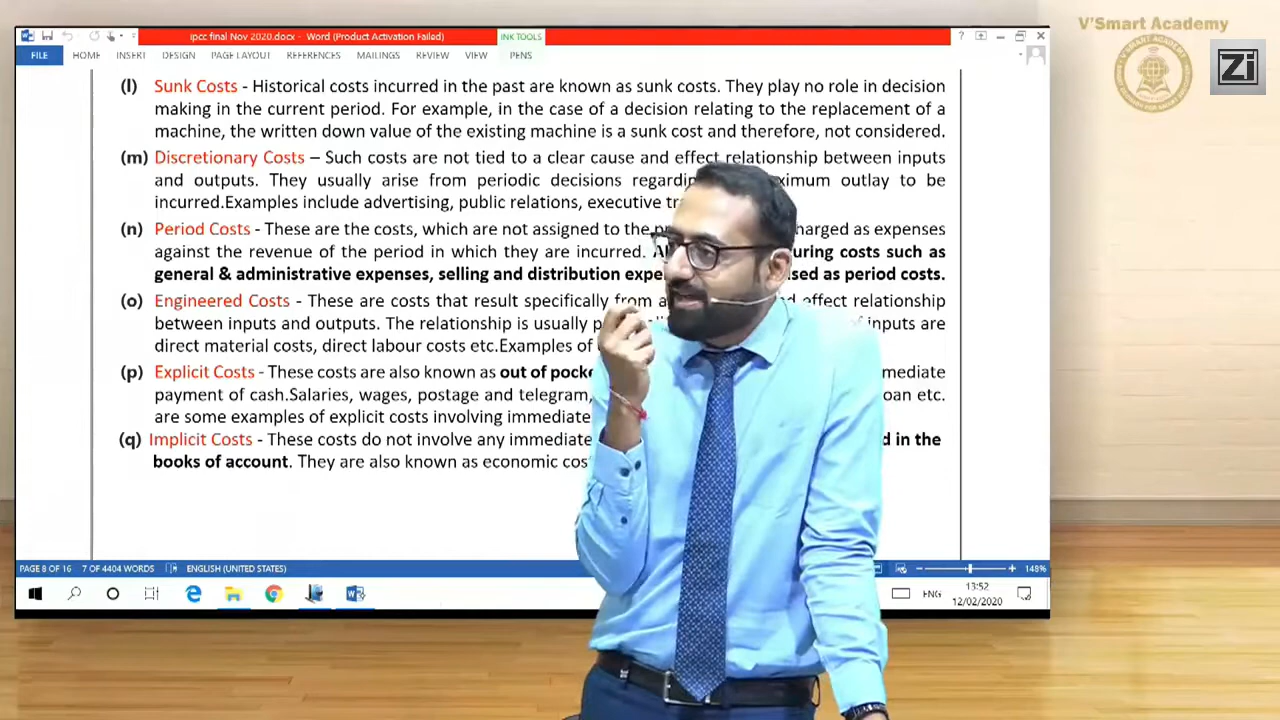 V'Smart Academy
Zi
ipcc final Nov 2020.docx - Word (Product Activation Failed)
INK TOOLS
FILE HOME INSERT DESIGN PAGE LAYOUT REFERENCES MAILINGS REVIEW VIEW PENS
(l) Sunk Costs - Historical costs incurred in the past are known as sunk costs. They play no role in decision
making in the current period. For example, in the case of a decision relating to the replacement of
a machine, the written down value of the existing machine is a sunk cost and therefore, not considered.
(m) Discretionary Costs – Such costs are not tied to a clear cause and effect relationship between inputs
and outputs. They usually arise from periodic decisions regarding maximum outlay to be
incurred.Examples include advertising, public relations, executive
(n) Period Costs - These are the costs, which are not assigned to the charged as expenses
against the revenue of the period in which they are incurred. uring costs such as
general & administrative expenses, selling and distribution ised as period costs.
(o) Engineered Costs - These are costs that result specifically from a effect relationship
between inputs and outputs. The relationship is usually of inputs are
direct material costs, direct labour costs etc.Examples of
(p) Explicit Costs - These costs are also known as out of mediate
payment of cash.Salaries, wages, postage and telegram, loan etc.
are some examples of explicit costs involving immediate
(q) Implicit Costs - These costs do not involve any immediate d in the
books of account. They are also known as economic
PAGE 8 OF 16 7 OF 4404 WORDS ENGLISH (UNITED STATES) 148%
ENG
13:52
12/02/2020